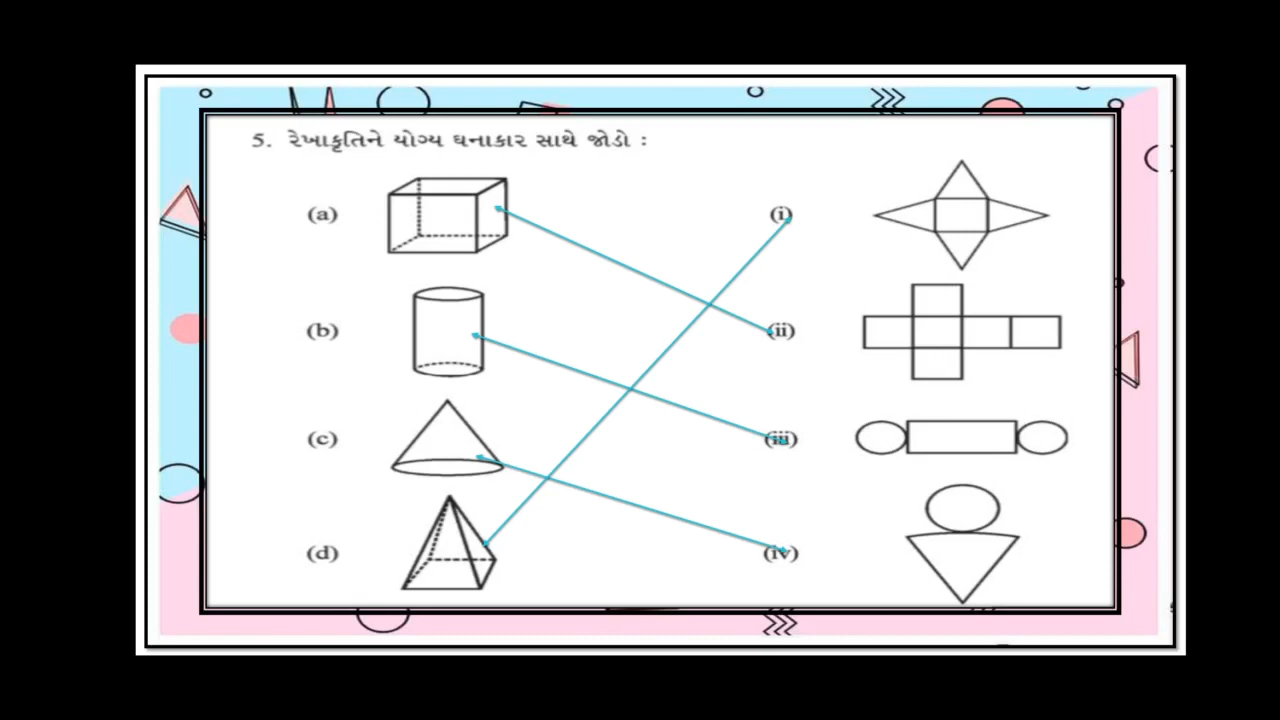 5. રેખાકૃતિને યોગ્ય ઘનાકાર સાથે જોડો :
(a) (i)
(b) (ii)
(c) (iii)
(d) (iv)